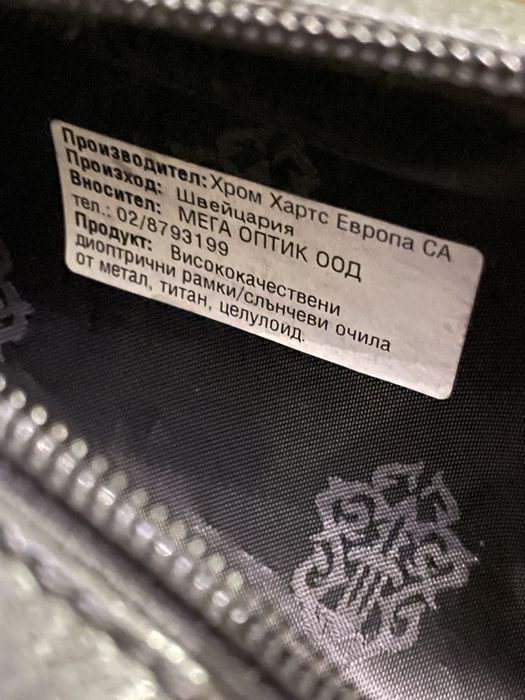 Производител: Хром Хартс Европа СА
Произход: Швейцария
Вносител: МЕГА ОПТИК ООД
тел.: 02/8793199
Продукт: Висококачествени
диоптрични рамки/слънчеви очила
от метал, титан, целулоид.